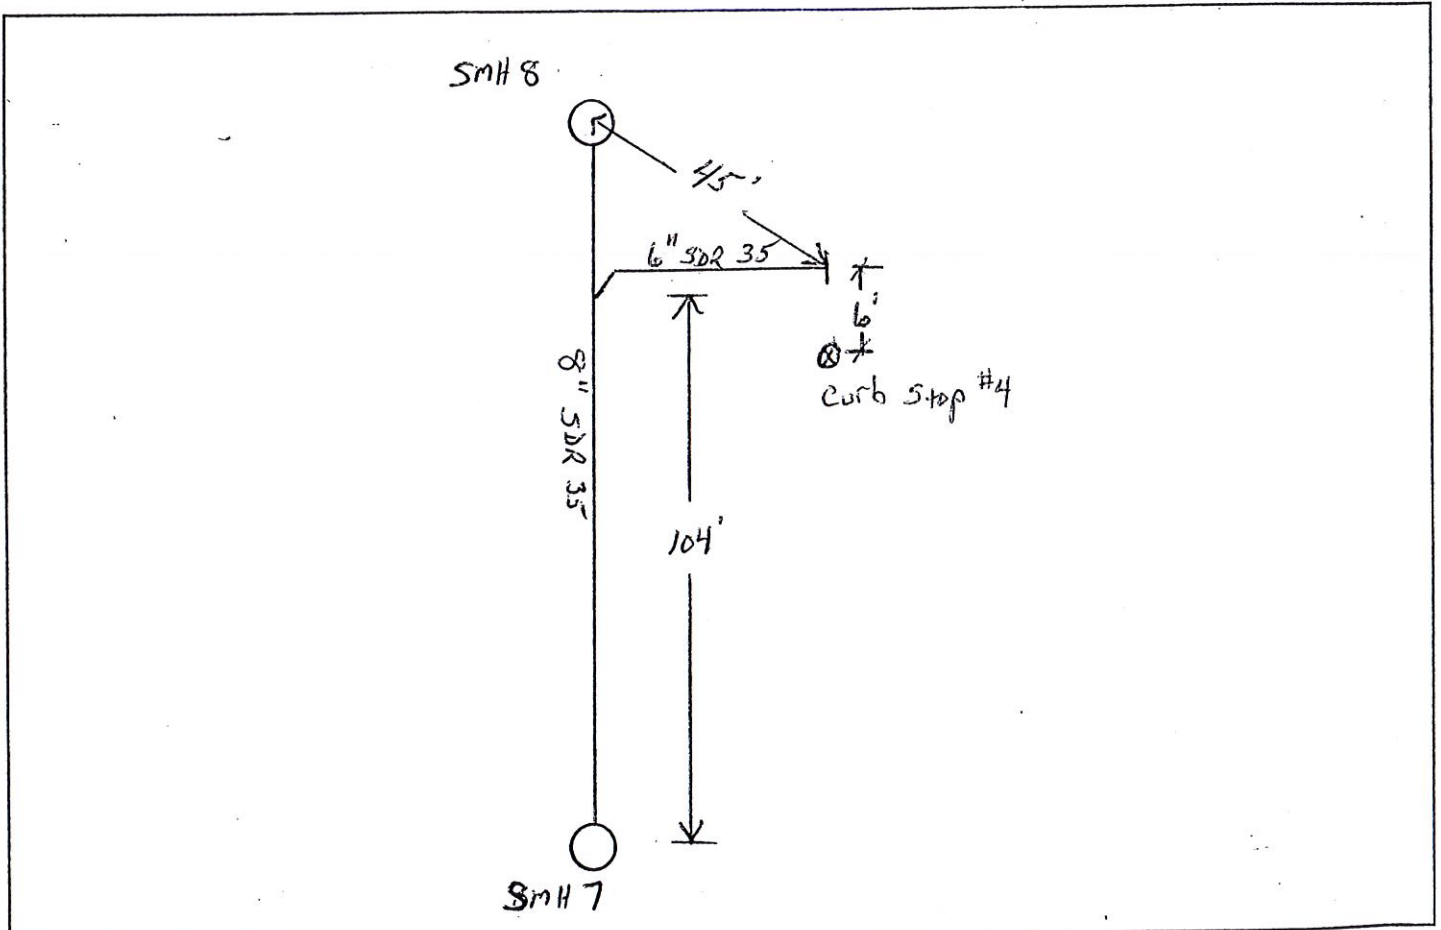 SMH 8
45'
6" SDR 35
6'
Curb Stop #4
8" SDR 35
104'
SMH 7